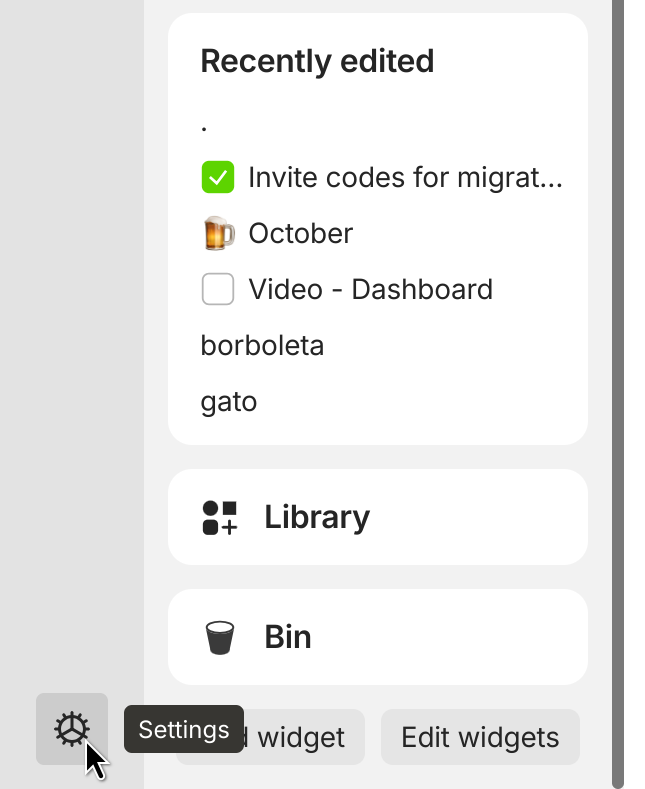 Recently edited
.
Invite codes for migrat...
October
Video - Dashboard
borboleta
gato
Library
Bin
Settings
widget
Edit widgets